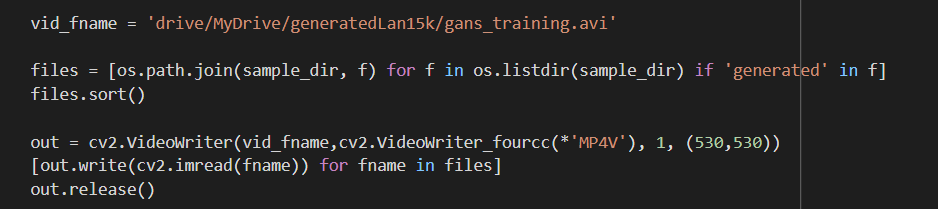 vid_fname = 'drive/MyDrive/generatedLan15k/gans_training.avi'
files = [os.path.join(sample_dir, f) for f in os.listdir(sample_dir) if 'generated' in f]
files.sort()
out = cv2.VideoWriter(vid_fname,cv2.VideoWriter_fourcc(*'MP4V'), 1, (530,530))
[out.write(cv2.imread(fname)) for fname in files]
out.release()